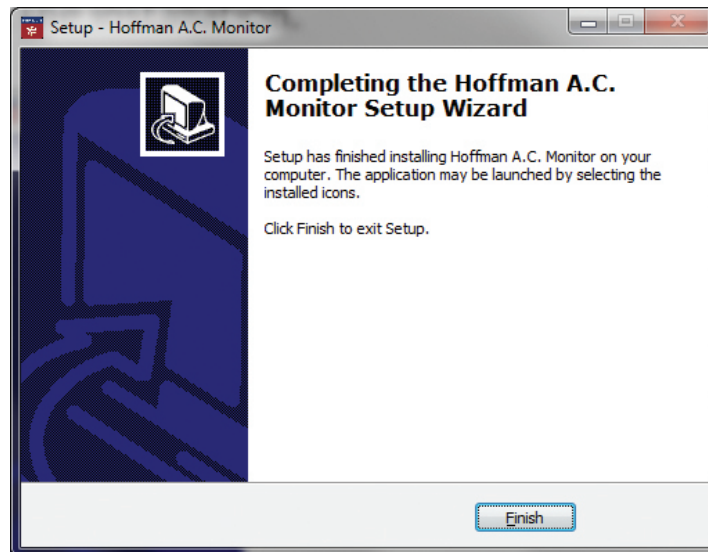 Setup - Hoffman A.C. Monitor
Completing the Hoffman A.C.
Monitor Setup Wizard
Setup has finished installing Hoffman A.C. Monitor on your
computer. The application may be launched by selecting the
installed icons.
Click Finish to exit Setup.
Finish